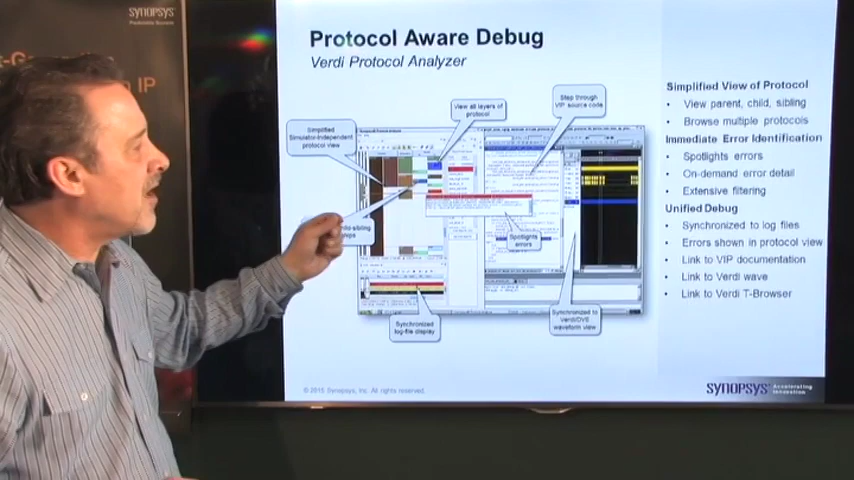 SYNOPSYS
Predictable Success
IP
Protocol Aware Debug
Verdi Protocol Analyzer
Simplified
Simulator-Independent
protocol view
View all layers of
protocol
Step through
VIP source code
Spotlights
errors
Synchronized
log-file display
Synchronized to
Verdi/DVE
waveform view
Simplified View of Protocol
• View parent, child, sibling
• Browse multiple protocols
Immediate Error Identification
• Spotlights errors
• On-demand error detail
• Extensive filtering
Unified Debug
• Synchronized to log files
• Errors shown in protocol view
• Link to VIP documentation
• Link to Verdi wave
• Link to Verdi T-Browser
© 2015 Synopsys, Inc. All rights reserved.
SYNOPSYS
Accelerating
Innovation